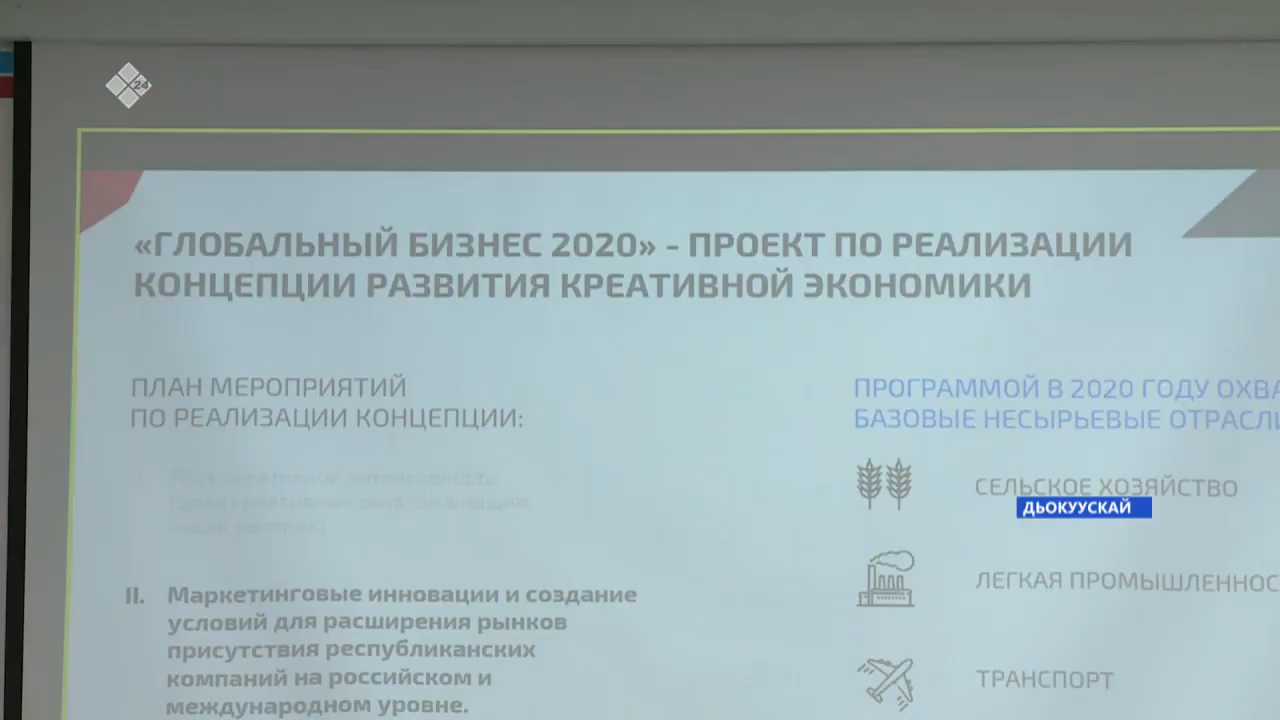 24
«ГЛОБАЛЬНЫЙ БИЗНЕС 2020» - ПРОЕКТ ПО РЕАЛИЗАЦИИ
КОНЦЕПЦИИ РАЗВИТИЯ КРЕАТИВНОЙ ЭКОНОМИКИ
ПЛАН МЕРОПРИЯТИЙ
ПО РЕАЛИЗАЦИИ КОНЦЕПЦИИ:
II. Маркетинговые инновации и создание
условий для расширения рынков
присутствия республиканских
компаний на российском и
международном уровне.
ПРОГРАММОЙ В 2020 ГОДУ ОХВА
БАЗОВЫЕ НЕСЫРЬЕВЫЕ ОТРАСЛИ
СЕЛЬСКОЕ ХОЗЯЙСТВО
ДЬОКУУСКАЙ
ЛЕГКАЯ ПРОМЫШЛЕННОС
ТРАНСПОРТ